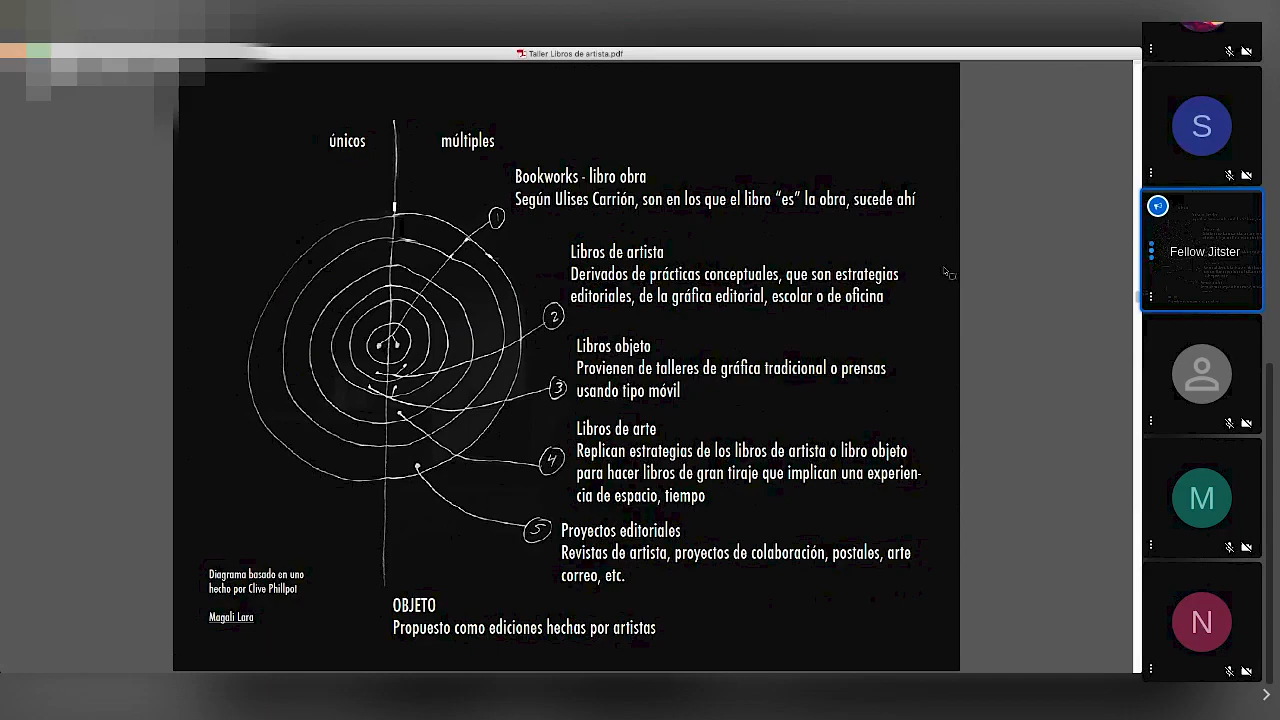 Taller Libros de artista.pdf
únicos
múltiples
Bookworks - libro obra
Según Ulises Carrión, son en los que el libro “es” la obra, sucede ahí
1
Libros de artista
Derivados de prácticas conceptuales, que son estrategias
editoriales, de la gráfica editorial, escolar o de oficina
2
Libros objeto
Provienen de talleres de gráfica tradicional o prensas
usando tipo móvil
3
Libros de arte
Replican estrategias de los libros de artista o libro objeto
para hacer libros de gran tiraje que implican una experien-
cia de espacio, tiempo
4
Proyectos editoriales
Revistas de artista, proyectos de colaboración, postales, arte
correo, etc.
5
Diagrama basado en uno
hecho por Clive Phillpot
Magali Lara
OBJETO
Propuesto como ediciones hechas por artistas
S
Fellow Jitster
M
N